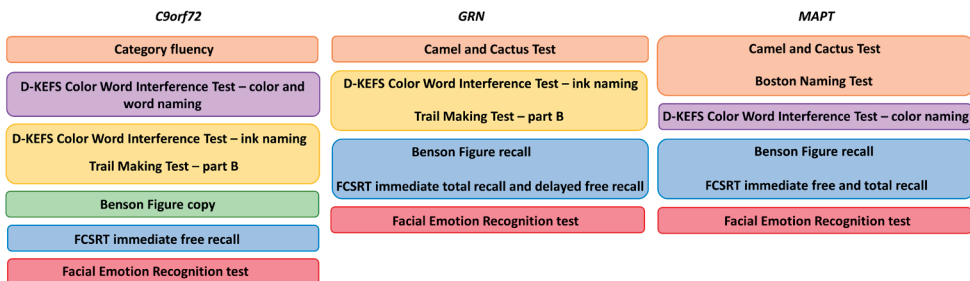 C9orf72
Category fluency
D-KEFS Color Word Interference Test – color and
word naming
D-KEFS Color Word Interference Test – ink naming
Trail Making Test – part B
Benson Figure copy
FCSRT immediate free recall
Facial Emotion Recognition test
GRN
Camel and Cactus Test
D-KEFS Color Word Interference Test – ink naming
Trail Making Test – part B
Benson Figure recall
FCSRT immediate total recall and delayed free recall
Facial Emotion Recognition test
MAPT
Camel and Cactus Test
Boston Naming Test
D-KEFS Color Word Interference Test – color naming
Benson Figure recall
FCSRT immediate free and total recall
Facial Emotion Recognition test